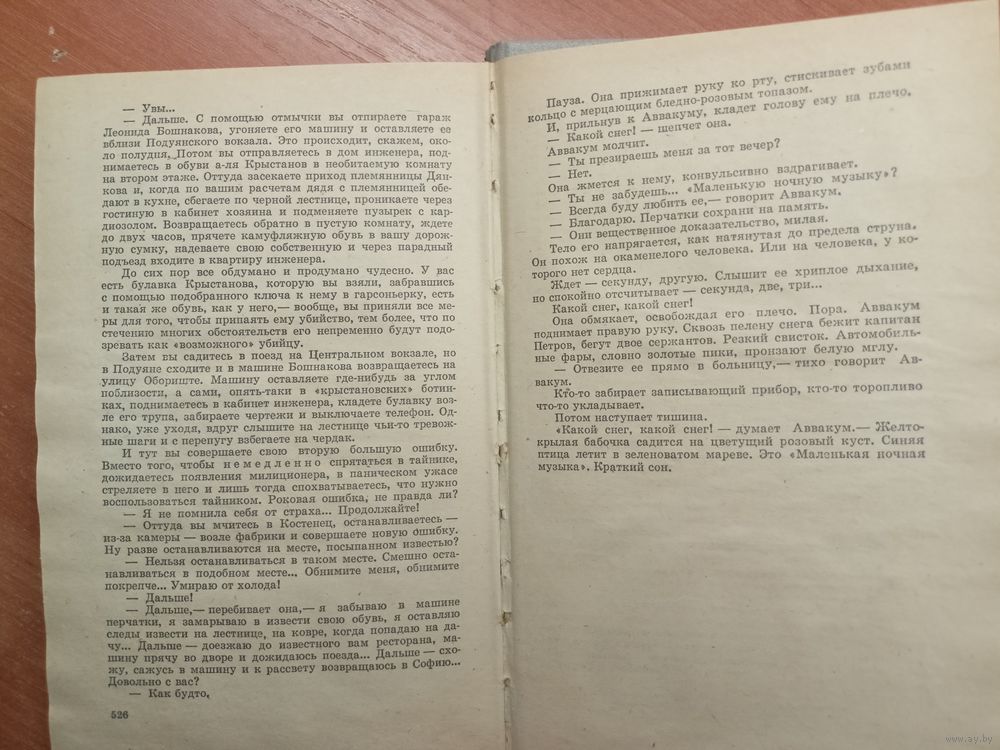 — Увы...
— Дальше. С помощью отмычки вы отпираете гараж
Леонида Бошнакова, угоняете его машину и оставляете ее
вблизи Подуянского вокзала. Это происходит, скажем, око-
ло полудня. Потом вы отправляетесь в дом инженера, под-
нимаетесь в обуви а-ля Крыстанов в необитаемую комнату
на втором этаже. Оттуда засекаете приход племянницы Дян-
кова и, когда по вашим расчетам дядя с племянницей обе-
дают в кухне, сбегаете по черной лестнице, проникаете через
гостиную в кабинет хозяина и подменяете пузырек с кар-
диозолом. Возвращаетесь обратно в пустую комнату, ждете
до двух часов, прячете камуфляжную обувь в вашу дорож-
ную сумку, надеваете свою собственную и через парадный
подъезд входите в квартиру инженера.
До сих пор все обдумано и продумано чудесно. У вас
есть булавка Крыстанова, которую вы взяли, забравшись
с помощью подобранного ключа к нему в гарсоньерку, есть
и такая же обувь, как у него,— вообще, вы приняли все ме-
ры для того, чтобы припаять ему убийство, тем более, что по
стечению многих обстоятельств его непременно будут подо-
зревать как «возможного» убийцу.
Затем вы садитесь в поезд на Центральном вокзале, но
в Подуяне сходите и в машине Бошнакова возвращаетесь на
улицу Обориште. Машину оставляете где-нибудь за углом
поблизости, а сами, опять-таки в «крыстановских» ботин-
ках, поднимаетесь в кабинет инженера, кладете булавку воз-
ле его трупа, забираете чертежи и выключаете телефон. Од-
нако, уже уходя, вдруг слышите на лестнице чьи-то тревож-
ные шаги и с перепугу взбегаете на чердак.
И тут вы совершаете свою вторую большую ошибку.
Вместо того, чтобы немедленно спрятаться в тайнике,
дожидаетесь появления милиционера, в паническом ужасе
стреляете в него и лишь тогда спохватываетесь, что нужно
воспользоваться тайником. Роковая ошибка, не правда ли?
— Я не помнила себя от страха... Продолжайте!
— Оттуда вы мчитесь в Костенец, останавливаетесь —
из-за камеры — возле фабрики и совершаете новую ошибку.
Ну разве останавливаются на месте, посыпанном известью?
— Нельзя останавливаться в таком месте. Смешно оста-
навливаться в подобном месте... Обнимите меня, обнимите
покрепче... Умираю от холода!
— Дальше!
— Дальше,— перебивает она,— я забываю в машине
перчатки, я замарываю в извести свою обувь, я оставляю
следы извести на лестнице, на ковре, когда попадаю на да-
чу... Дальше — доезжаю до известного вам ресторана, ма-
шину прячу во дворе и дожидаюсь поезда... Дальше — схо-
жу, сажусь в машину и к рассвету возвращаюсь в Софию...
Довольно с вас?
— Как будто.
526
Пауза. Она прижимает руку ко рту, стискивает зубами
кольцо с мерцающим бледно-розовым топазом.
И, прильнув к Аввакуму, кладет голову ему на плечо.
— Какой снег! — шепчет она.
Аввакум молчит.
— Ты презираешь меня за тот вечер?
— Нет.
Она жмется к нему, конвульсивно вздрагивает.
— Ты не забудешь... «Маленькую ночную музыку»?
— Всегда буду любить ее,— говорит Аввакум.
— Благодарю. Перчатки сохрани на память.
— Они вещественное доказательство, милая.
Тело его напрягается, как натянутая до предела струна.
Он похож на окаменелого человека. Или на человека, у ко-
торого нет сердца.
Ждет — секунду, другую. Слышит ее хриплое дыхание,
но спокойно отсчитывает — секунда, две, три...
Какой снег, какой снег!
Она обмякает, освобождая его плечо. Пора. Аввакум
поднимает правую руку. Сквозь пелену снега бежит капитан
Петров, бегут двое сержантов. Резкий свисток. Автомобиль-
ные фары, словно золотые пики, пронзают белую мглу.
— Отвезите ее прямо в больницу,— тихо говорит Ав-
вакум.
Кто-то забирает записывающий прибор, кто-то торопливо
что-то укладывает.
Потом наступает тишина.
«Какой снег, какой снег! — думает Аввакум.— Желто-
крылая бабочка садится на цветущий розовый куст. Синяя
птица летит в зеленоватом мареве. Это «Маленькая ночная
музыка». Краткий сон.
www.ay.by